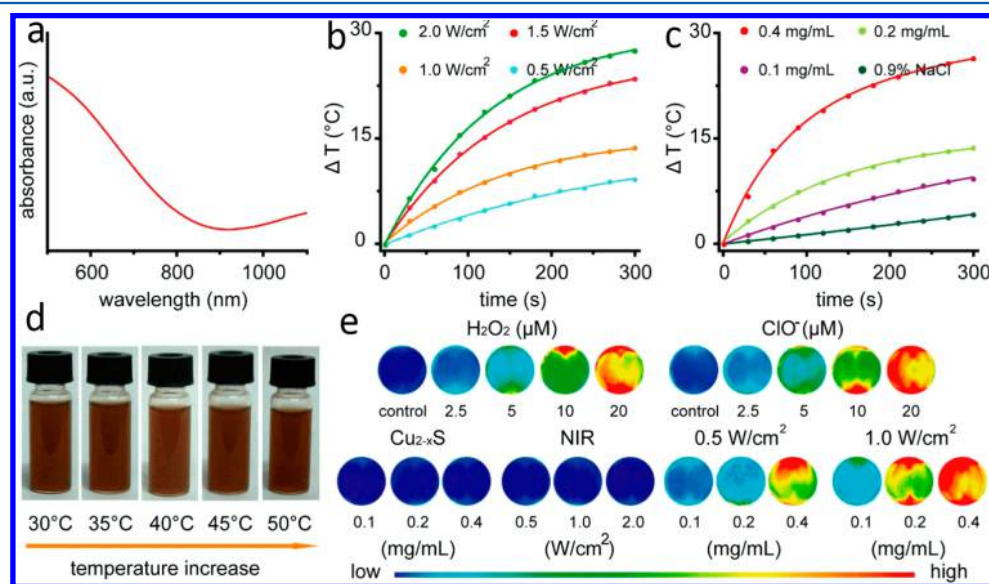 a
absorbance (a.u.)
600 800 1000
wavelength (nm)
b
2.0 W/cm² 1.5 W/cm²
1.0 W/cm² 0.5 W/cm²
30
15
0
Δ T (°C)
0 100 200 300
time (s)
c
0.4 mg/mL 0.2 mg/mL
0.1 mg/mL 0.9% NaCl
30
15
0
Δ T (°C)
0 100 200 300
time (s)
d
30°C 35°C 40°C 45°C 50°C
temperature increase
e
H₂O₂ (μM) ClO⁻ (μM)
control 2.5 5 10 20 control 2.5 5 10 20
Cu₂₋ₓS NIR 0.5 W/cm² 1.0 W/cm²
0.1 0.2 0.4 0.5 1.0 2.0 0.1 0.2 0.4 0.1 0.2 0.4
(mg/mL) (W/cm²) (mg/mL) (mg/mL)
low high